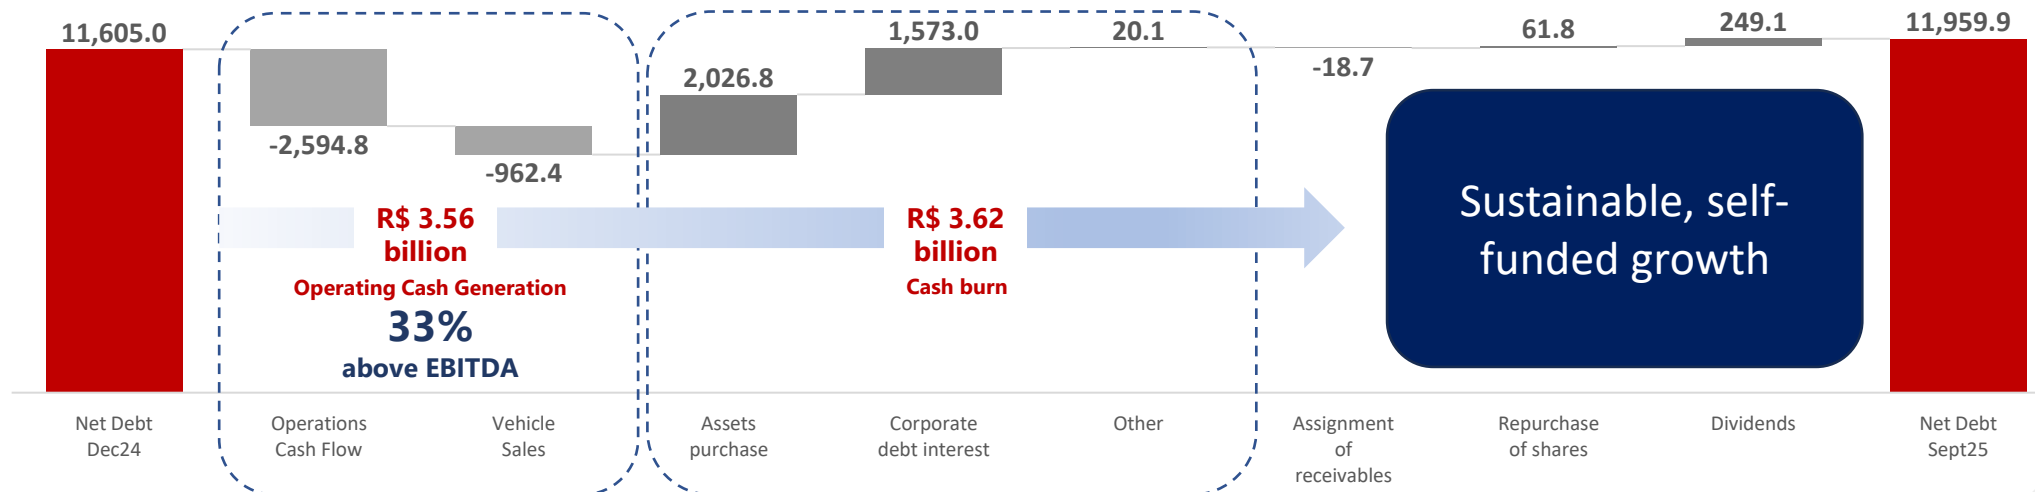 11,605.0
-2,594.8
-962.4
2,026.8
1,573.0
20.1
-18.7
61.8
249.1
11,959.9
R$ 3.56
billion
Operating Cash Generation
33%
above EBITDA
R$ 3.62
billion
Cash burn
Sustainable, self-
funded growth
Net Debt
Dec24
Operations
Cash Flow
Vehicle
Sales
Assets
purchase
Corporate
debt interest
Other
Assignment
of
receivables
Repurchase
of shares
Dividends
Net Debt
Sept25